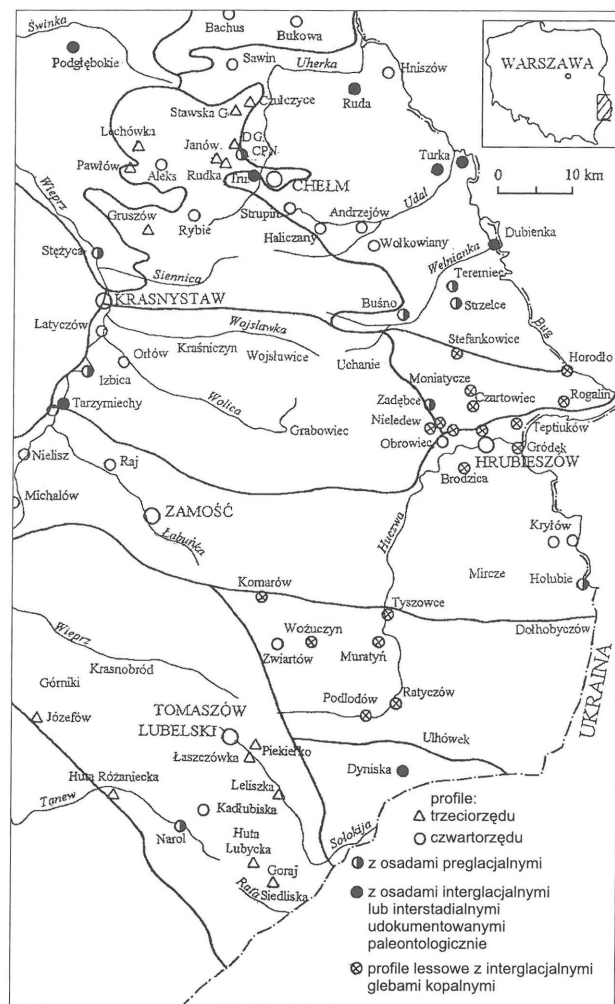 Bachus
Bukowa
Świnka
Podgłębokie
Sawin
Uherka
Hniszów
WARSZAWA
Ruda
Stawska G.
Czułczyce
Lechówka
D.G.
Janów.
CPN
Turka
Pawłów
Aleks
Rudka
Tru.
CHEŁM
0 10 km
Wieprz
Gruszów
Rybie
Strupin
Andrzejów
Udal
Haliczany
Wołkowiany
Dubienka
Stężyca
Siennica
Wełnianka
Teremiec
KRASNYSTAW
Buśno
Strzelce
Bug
Latyczów
Wojsławka
Stefankowice
Kraśniczyn
Wojsławice
Uchanie
Horodło
Orłów
Moniatycze
Izbica
Wolica
Zadębce
Czartowiec
Rogalin
Tarzymiechy
Grabowiec
Nieledew
Teptiuków
Obrowiec
Gródek
HRUBIESZÓW
Nielisz
Raj
Brodzica
Michalów
ZAMOŚĆ
Łabuńka
Huczwa
Kryłów
Mircze
Komarów
Hołubie
Tyszowce
Wieprz
Wożuczyn
Dołhobyczów
Krasnobród
Zwiartów
Muratyń
Górniki
UKRAINA
Podlodów
Ratyczów
Józefów
TOMASZÓW
LUBELSKI
Piekiełko
Ulhówek
Łaszczówka
Huta Różaniecka
Leliszka
Dyniska
Tanew
Kadłubiska
profile:
trzeciorzędu
Narol
Sołokija
czwartorzędu
Huta
Lubycka
z osadami preglacjalnymi
Goraj
Rata
Siedliska
z osadami interglacjalnymi
lub interstadialnymi
udokumentowanymi
paleontologicznie
profile lessowe z interglacjalnymi
glebami kopalnymi